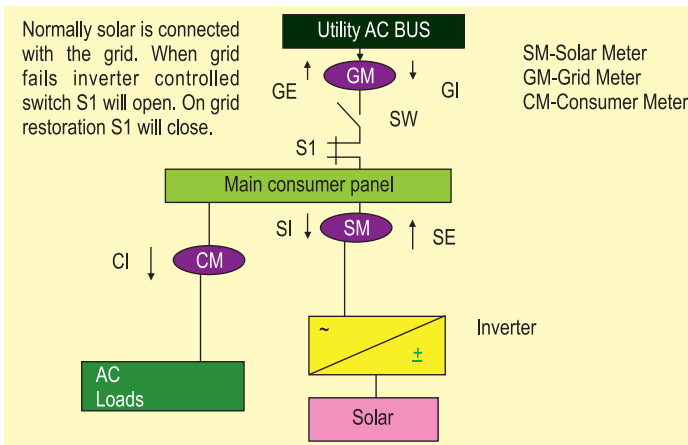 Normally solar is connected
with the grid. When grid
fails inverter controlled
switch S1 will open. On grid
restoration S1 will close.
Utility AC BUS
SM-Solar Meter
GM-Grid Meter
CM-Consumer Meter
GE
GM
GI
SW
S1
Main consumer panel
SI
SM
SE
CI
CM
~
±
Inverter
AC
Loads
Solar